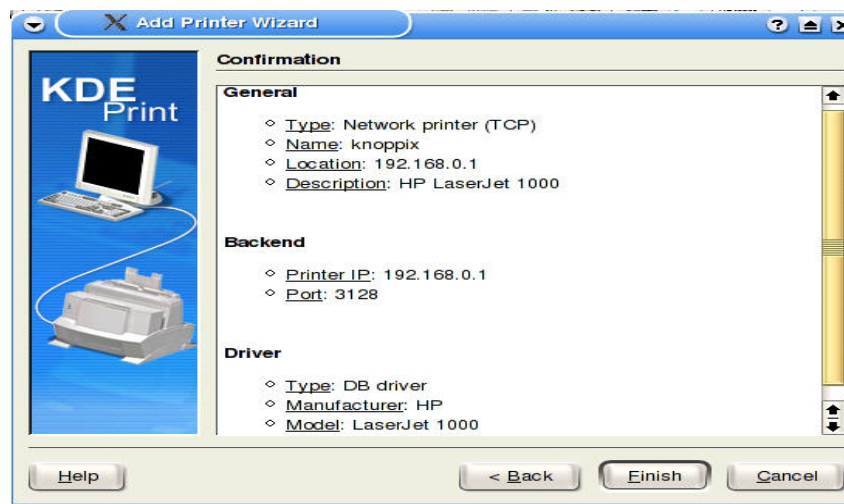 Add Printer Wizard
?
KDE
Print
Confirmation
General
Type: Network printer (TCP)
Name: knoppix
Location: 192.168.0.1
Description: HP LaserJet 1000
Backend
Printer IP: 192.168.0.1
Port: 3128
Driver
Type: DB driver
Manufacturer: HP
Model: LaserJet 1000
Help
< Back
Finish
Cancel